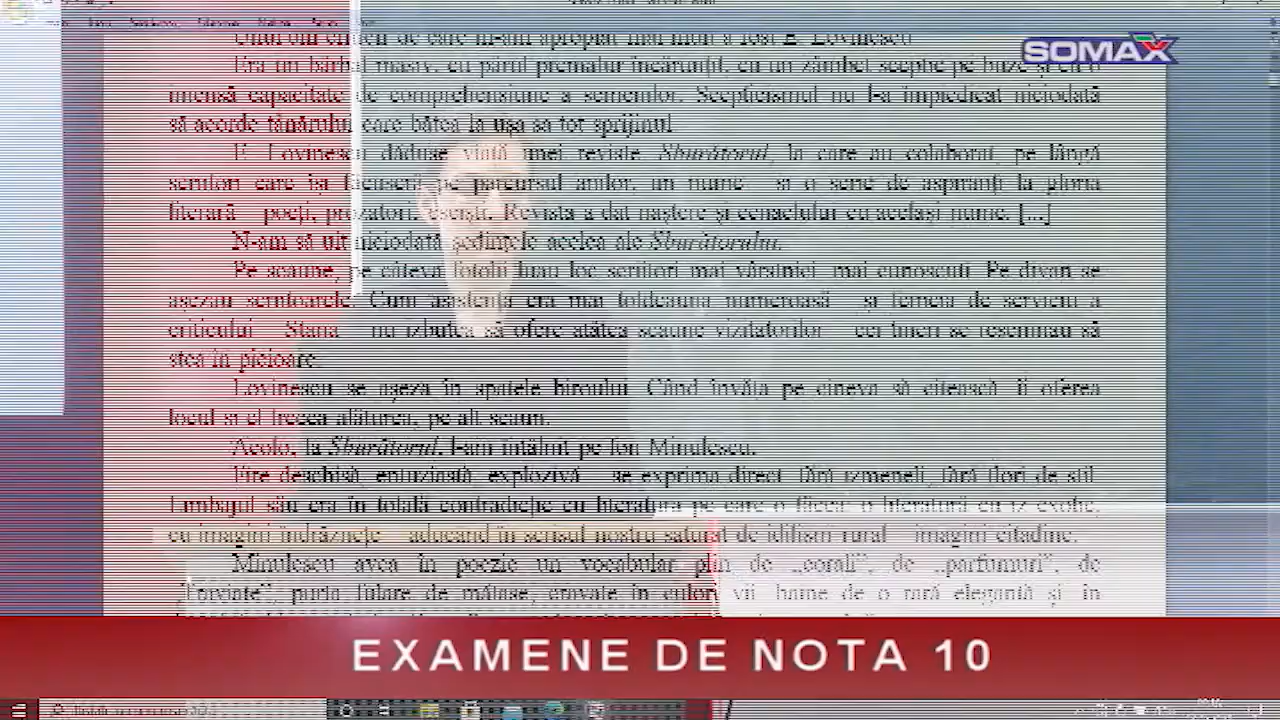 Unul din criticii de care m-am apropiat mai mult a fost E. Lovinescu
SOMAX
Era un bărbat masiv, cu părul prematur încărunțit, cu un zâmbet sceptic pe buze și cu o
imensă capacitate de comprehensiune a semenilor. Scepticismul nu l-a împiedicat niciodată
să acorde tânărului care bătea la ușa sa tot sprijinul.
E. Lovinescu dăduse viață unei reviste, Sburătorul, la care au colaborat, pe lângă
scriitori care își făcuseră pe parcursul anilor, un nume – și o serie de aspiranți la gloria
literară – poeți, prozatori, eseiști. Revista a dat naștere și cenaclului cu același nume. [...]
N-am să uit niciodată ședințele acelea ale Sburătorului.
Pe scaune, pe câteva fotolii luau loc scriitori mai vârstnici, mai cunoscuți. Pe divan se
așezau scriitoarele. Cum asistența era mai totdeauna numeroasă – și femeia de serviciu a
criticului – Stana – nu izbutea să ofere atâtea scaune vizitatorilor – cei tineri se resemnau să
stea în picioare.
Lovinescu se așeza în spatele biroului. Când invita pe cineva să citească, îi oferea
locul și el trecea alături, pe alt scaun.
Acolo, la Sburătorul, l-am întâlnit pe Ion Minulescu.
Fire deschisă, entuziastă, explozivă – se exprima direct, fără izmeneli, fără flori de stil.
Limbajul său era în totală contradicție cu literatura pe care o făcea: o literatură cu iz exotic,
cu imagini îndrăznețe – aducând în scrisul nostru saturat de idilism rural – imagini citadine.
Minulescu avea în poezie un vocabular plin de „corali”, de „parfumuri”, de
purta fulare de mătase, cravate în culori vii, haine de o rară eleganță și în
EXAMENE DE NOTA 10